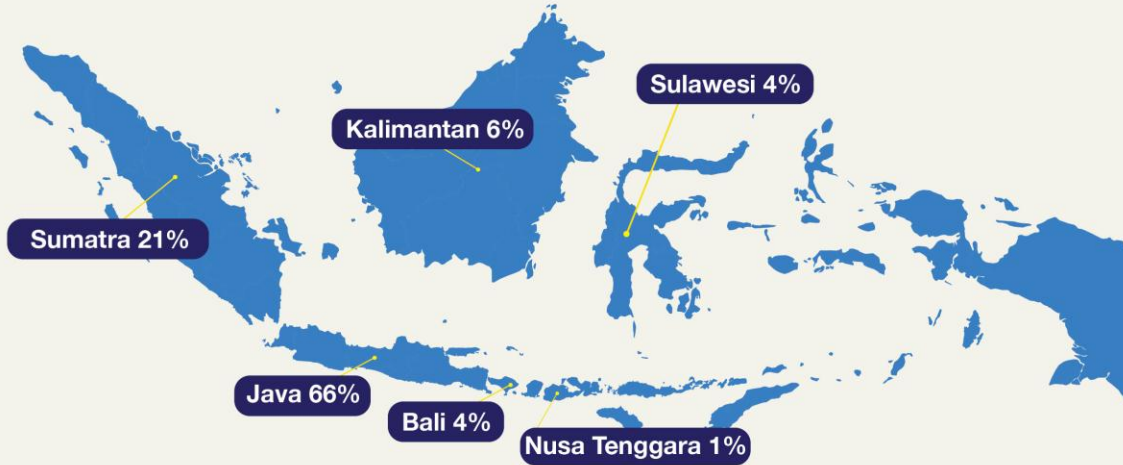 Sulawesi 4%
Kalimantan 6%
Sumatra 21%
Java 66%
Bali 4%
Nusa Tenggara 1%